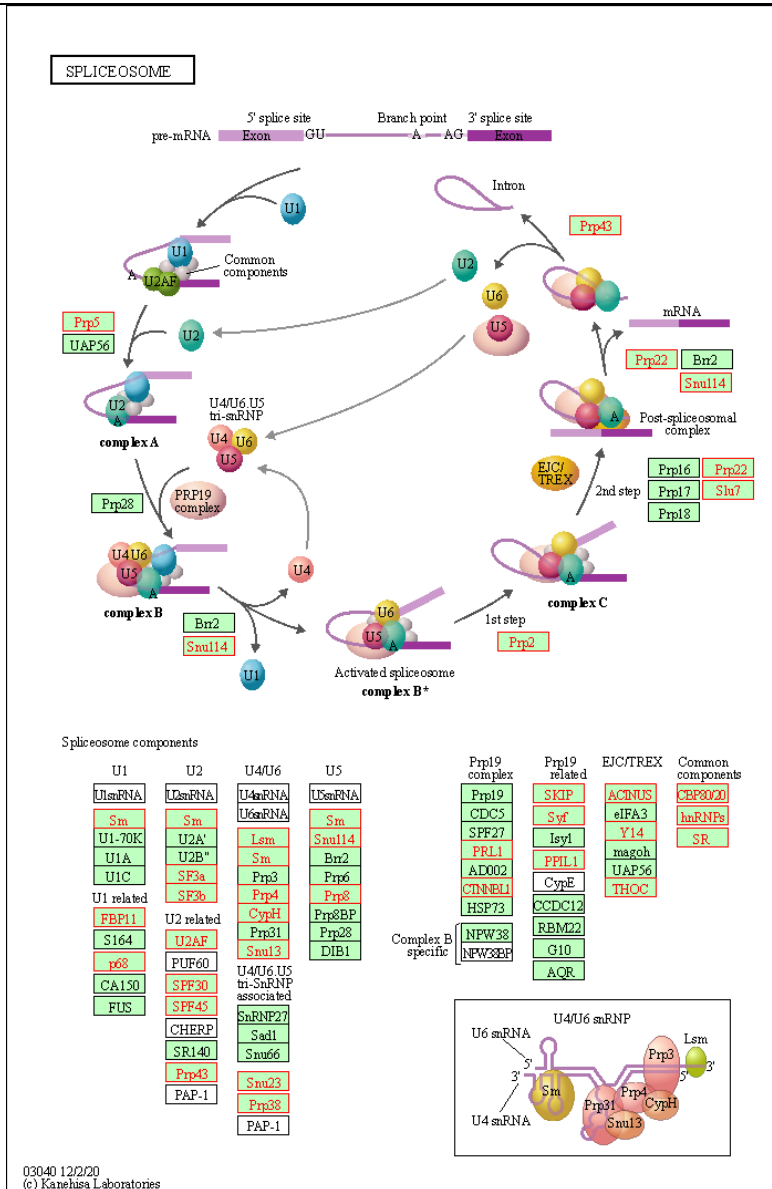 SPLICEOSOME
5' splice site
Branch point
3' splice site
pre-mRNA
Exon
GU
A
AG
Exon
U1
U1
A
U2AF
Common
components
Intron
Prp43
U2
U6
U5
Prp5
UAP56
U2
mRNA
Prp22
Brr2
Snu114
U2
A
complex A
U4/U6.U5
tri-snRNP
U4
U6
U5
A
Post-spliceosomal
complex
EJC/
TREX
2nd step
Prp16
Prp22
Prp17
Slu7
Prp18
Prp28
PRP19
complex
U4U6
U5
A
complex B
U4
Brr2
Snu114
U1
U6
U5
A
Activated spliceosome
complex B*
1st step
Prp2
A
complex C
Spliceosome components
U1
U1snRNA
Sm
U1-70K
U1A
U1C
U1 related
FBP11
S164
p68
CA150
FUS
U2
U2snRNA
Sm
U2A'
U2B"
SF3a
SF3b
U2 related
U2AF
PUF60
SPF30
SPF45
CHERP
SR140
Prp43
PAP-1
U4/U6
U4snRNA
U6snRNA
Lsm
Sm
Prp3
Prp4
CypH
Prp31
Snu13
U4/U6.U5
tri-SnRNP
associated
SnRNP27
Sad1
Snu66
Snu23
Prp38
PAP-1
U5
U5snRNA
Sm
Snu114
Brr2
Prp6
Prp8
Prp8BP
Prp28
DIB1
Prp19
complex
Prp19
CDC5
SPF27
PRL1
AD002
CTNNBL1
HSP73
Complex B
specific
NPW38
NPW38BP
Prp19
related
SKIP
Syf
Isy1
PPIL1
CypE
CCDC12
RBM22
G10
AQR
EJC/TREX
ACINUS
eIFA3
Y14
magoh
UAP56
THOC
Common
components
CBP80/20
hnRNPs
SR
U4/U6 snRNP
U6 snRNA
5'
3'
U4 snRNA
Sm
Prp31
Snu13
Prp4
CypH
Prp3
Lsm
5'
3'
03040 12/2/20
(c) Kanehisa Laboratories